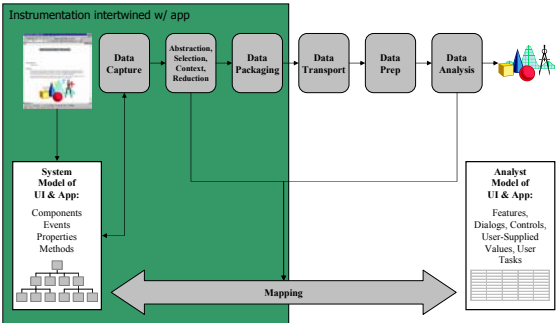 Instrumentation intertwined w/ app
Data
Capture
Abstraction,
Selection,
Context,
Reduction
Data
Packaging
Data
Transport
Data
Prep
Data
Analysis
System
Model of
UI & App:
Components
Events
Properties
Methods
Analyst
Model of
UI & App:
Features,
Dialogs, Controls,
User-Supplied
Values, User
Tasks
Mapping